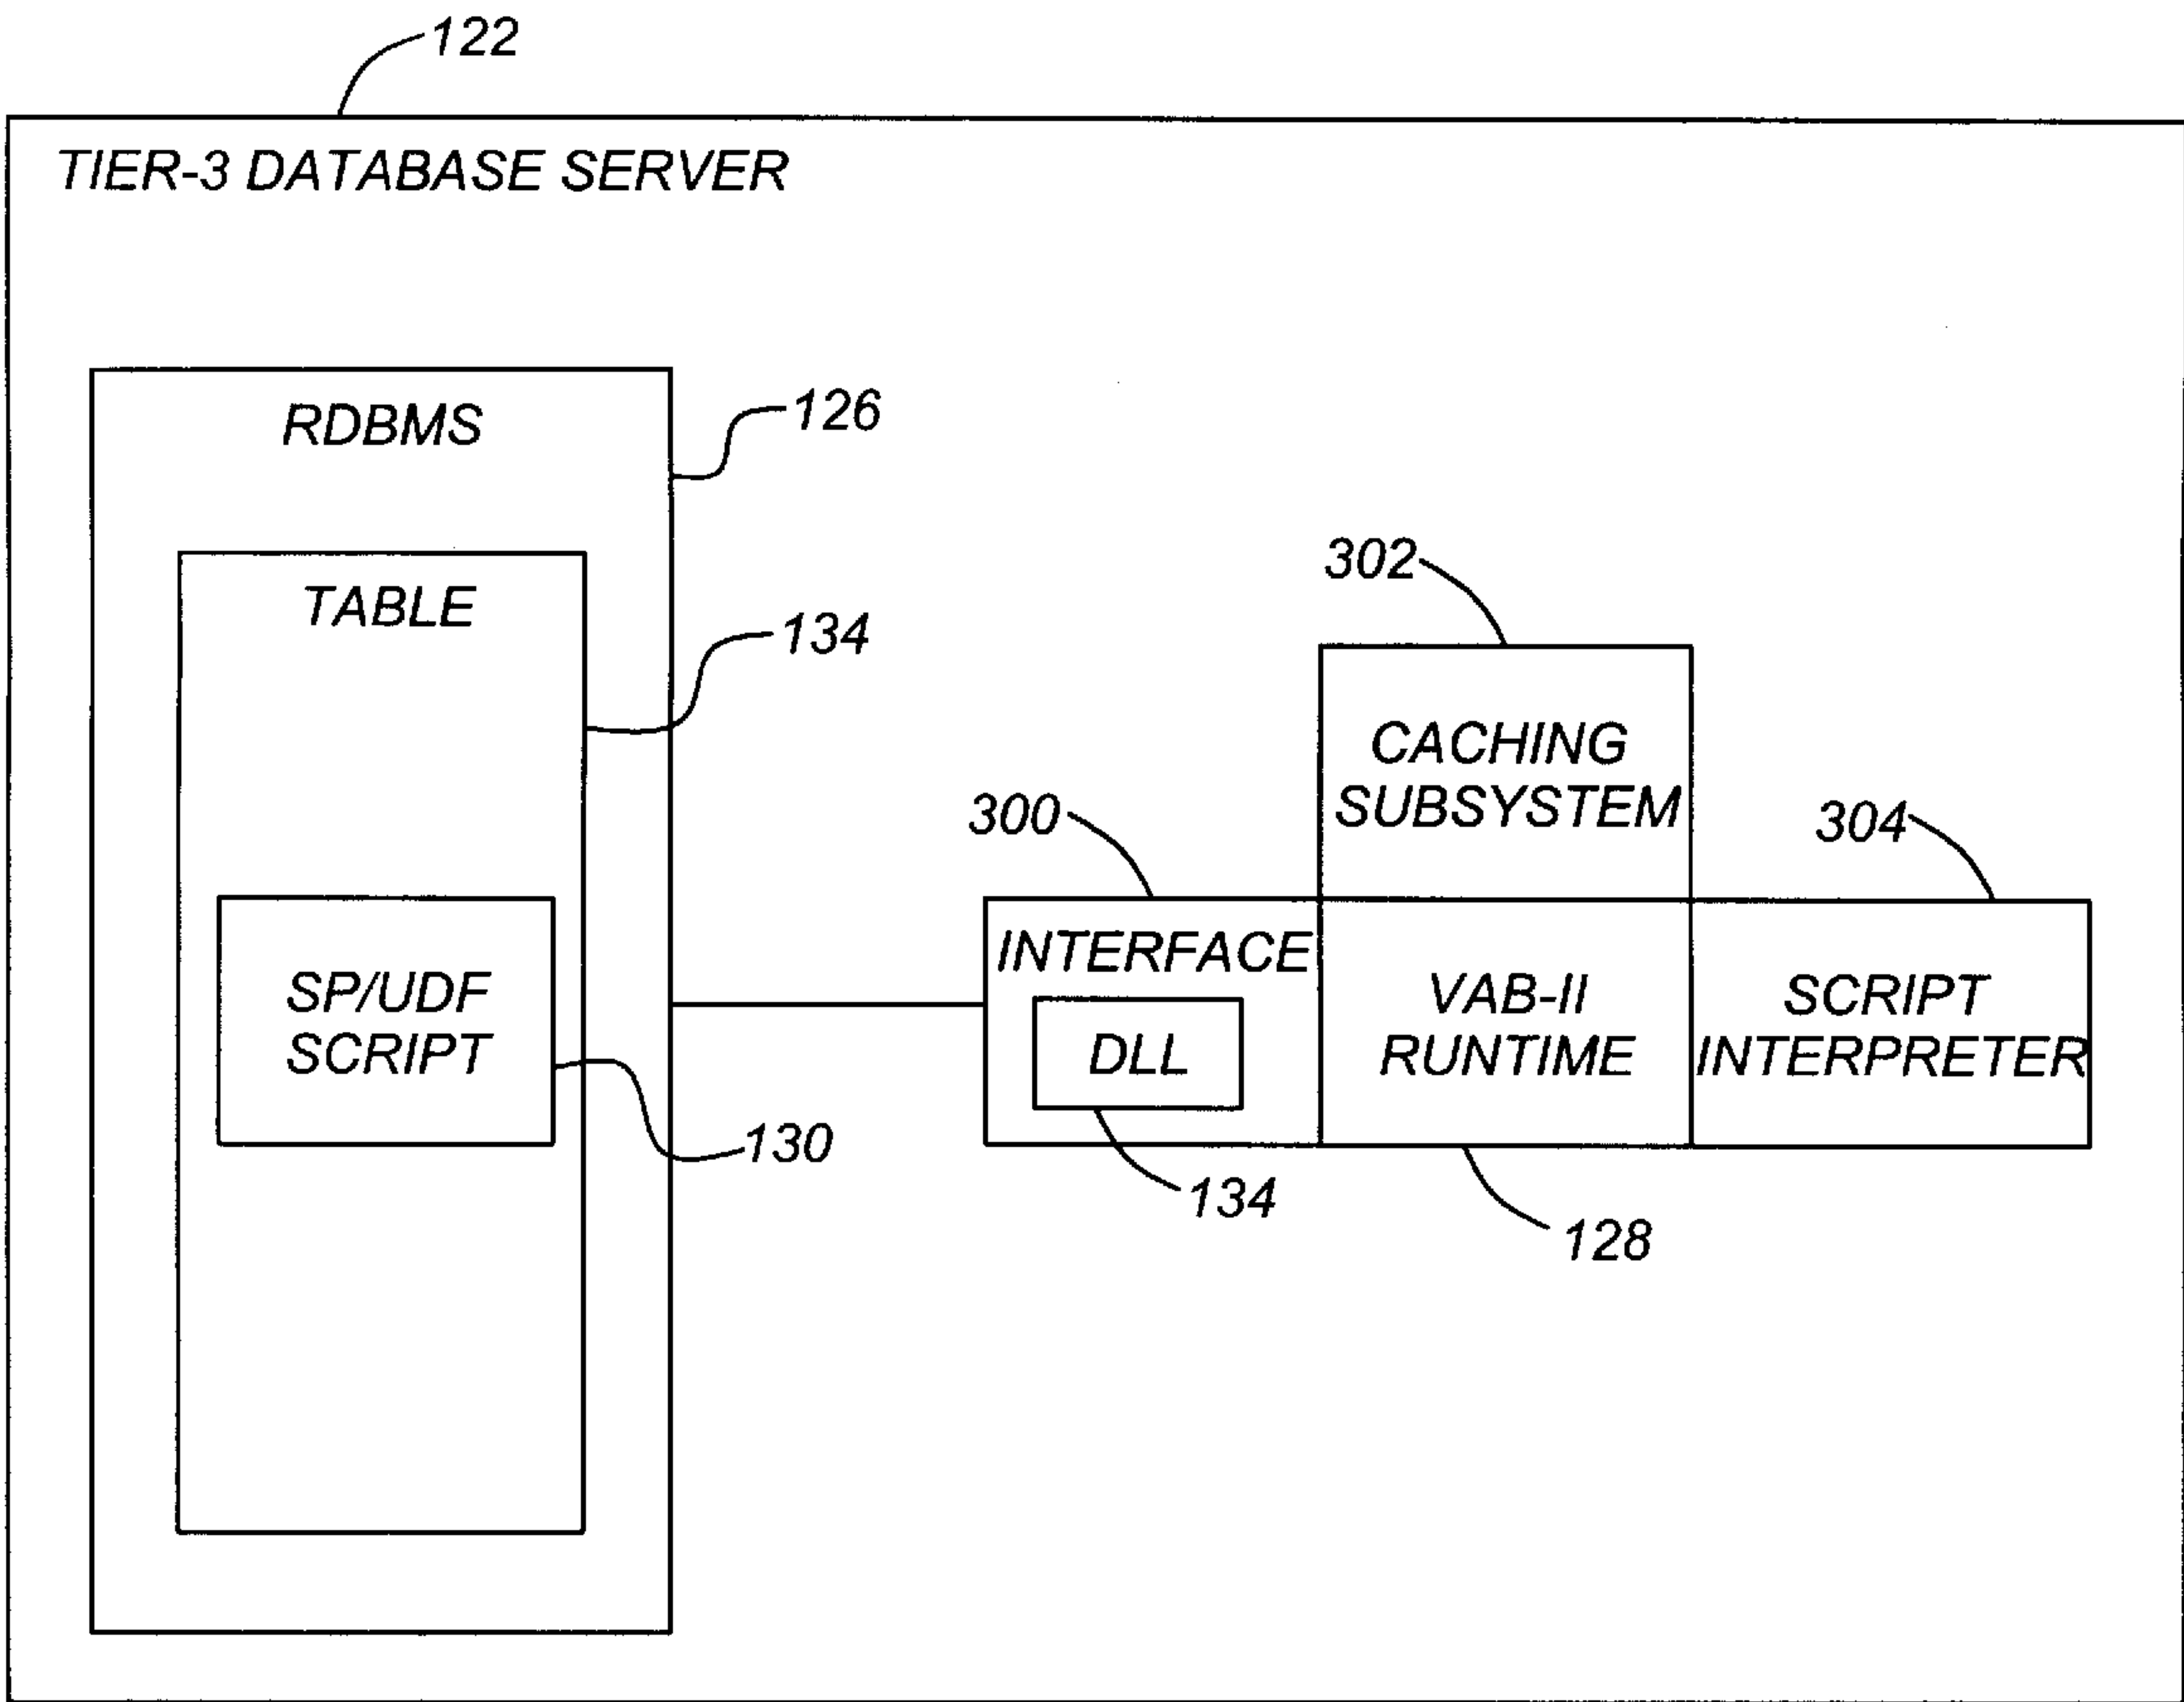 122
TIER-3 DATABASE SERVER
RDBMS
126
TABLE
134
302
CACHING
SUBSYSTEM
300
304
INTERFACE
SP/UDF
SCRIPT
VAB-II
RUNTIME
SCRIPT
INTERPRETER
DLL
130
134
128